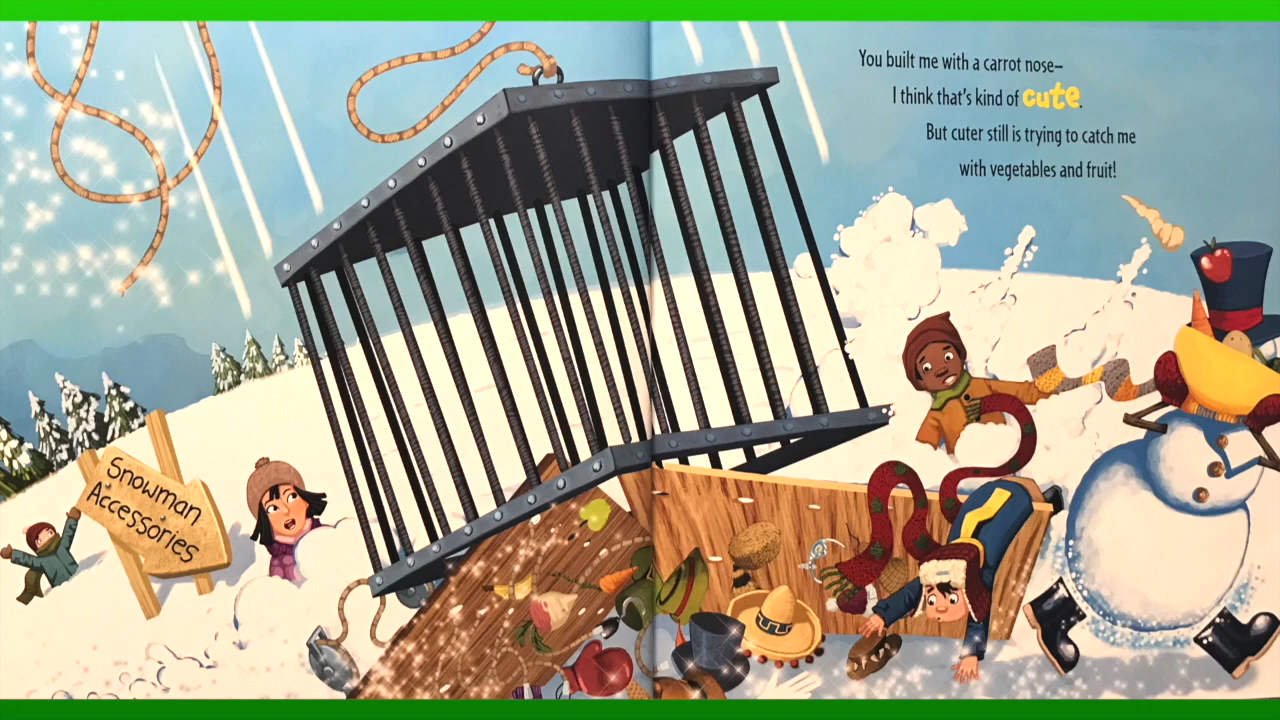 You built me with a carrot nose–
I think that's kind of cute.
But cuter still is trying to catch me
with vegetables and fruit!
Snowman
Accessories